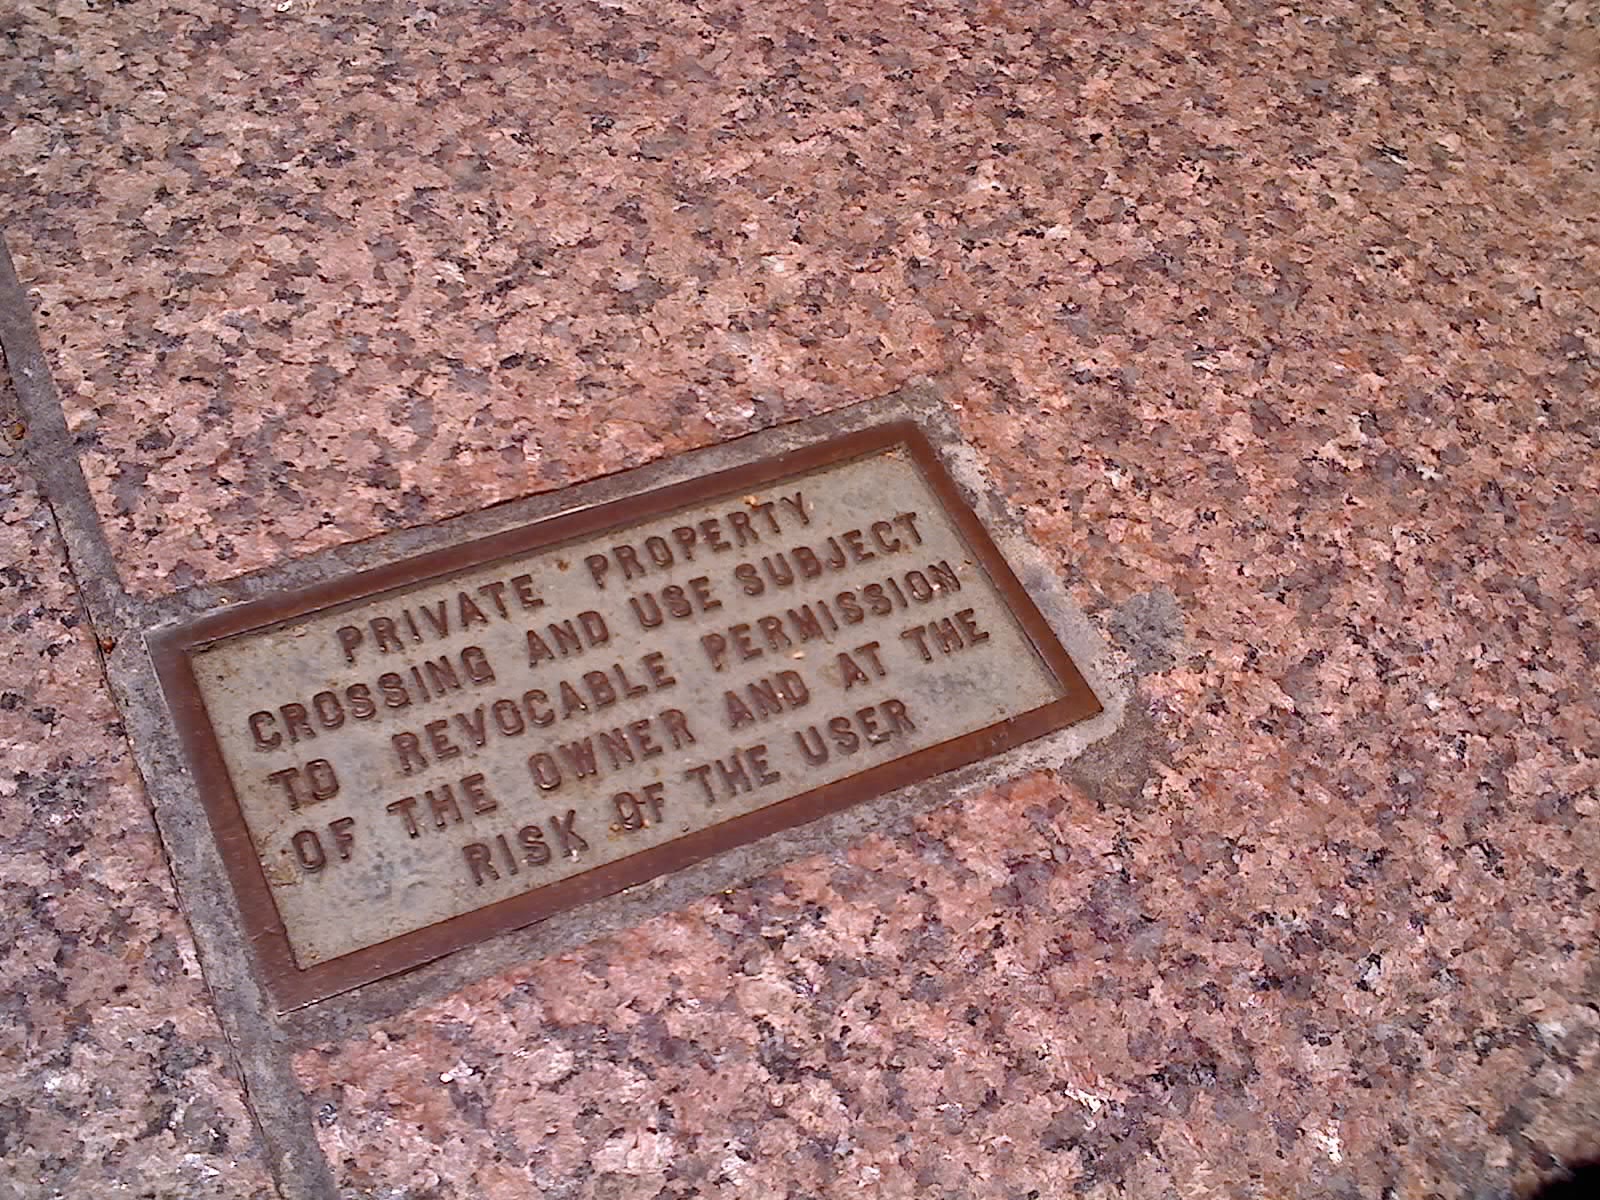 PRIVATE PROPERTY
CROSSING AND USE SUBJECT
TO REVOCABLE PERMISSION
OF THE OWNER AND AT THE
RISK OF THE USER